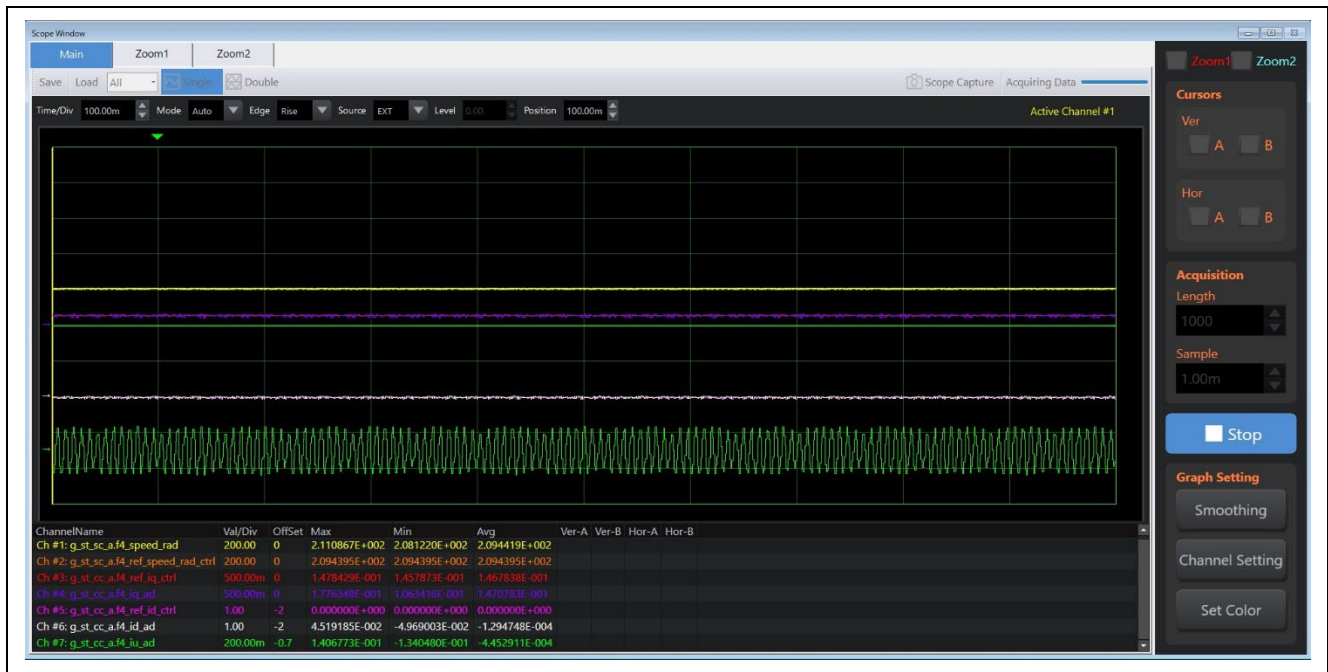 Scope Window
Main Zoom1 Zoom2
Save Load All Single Double Scope Capture Acquiring Data
Time/Div 100.00m Mode Auto Edge Rise Source EXT Level 0.00 Position 100.00m Active Channel #1
ChannelName Val/Div OffSet Max Min Avg Ver-A Ver-B Hor-A Hor-B
Ch #1: g_st_sc_a.f4_speed_rad 200.00 0 2.110867E+002 2.081220E+002 2.094419E+002
Ch #2: g_st_sc_a.f4_ref_speed_rad_ctrl 200.00 0 2.094395E+002 2.094395E+002 2.094395E+002
Ch #3: g_st_cc_a.f4_ref_iq_ctrl 500.00m 0 1.478429E-001 1.457873E-001 1.467838E-001
Ch #4: g_st_cc_a.f4_iq_ad 500.00m 0 1.776348E-001 1.063416E-001 1.470783E-001
Ch #5: g_st_cc_a.f4_ref_id_ctrl 1.00 -2 0.000000E+000 0.000000E+000 0.000000E+000
Ch #6: g_st_cc_a.f4_id_ad 1.00 -2 4.519185E-002 -4.969003E-002 -1.294748E-004
Ch #7: g_st_cc_a.f4_iu_ad 200.00m -0.7 1.406773E-001 -1.340480E-001 -4.452911E-004
Zoom1 Zoom2
Cursors
Ver
A B
Hor
A B
Acquisition
Length
1000
Sample
1.00m
Stop
Graph Setting
Smoothing
Channel Setting
Set Color